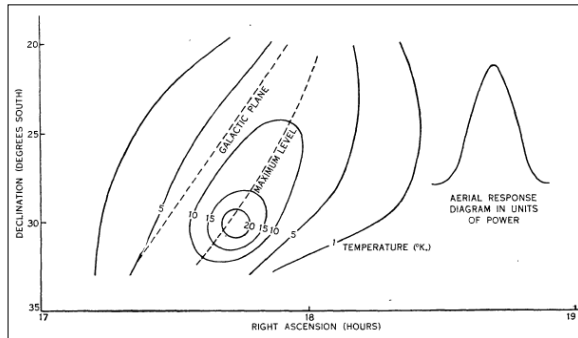 20
25
30
35
DECLINATION (DEGREES SOUTH)
GALACTIC PLANE
MAXIMUM LEVEL
5
10
15
20
15
10
5
1
TEMPERATURE (°K.)
AERIAL RESPONSE
DIAGRAM IN UNITS
OF POWER
17
18
19
RIGHT ASCENSION (HOURS)